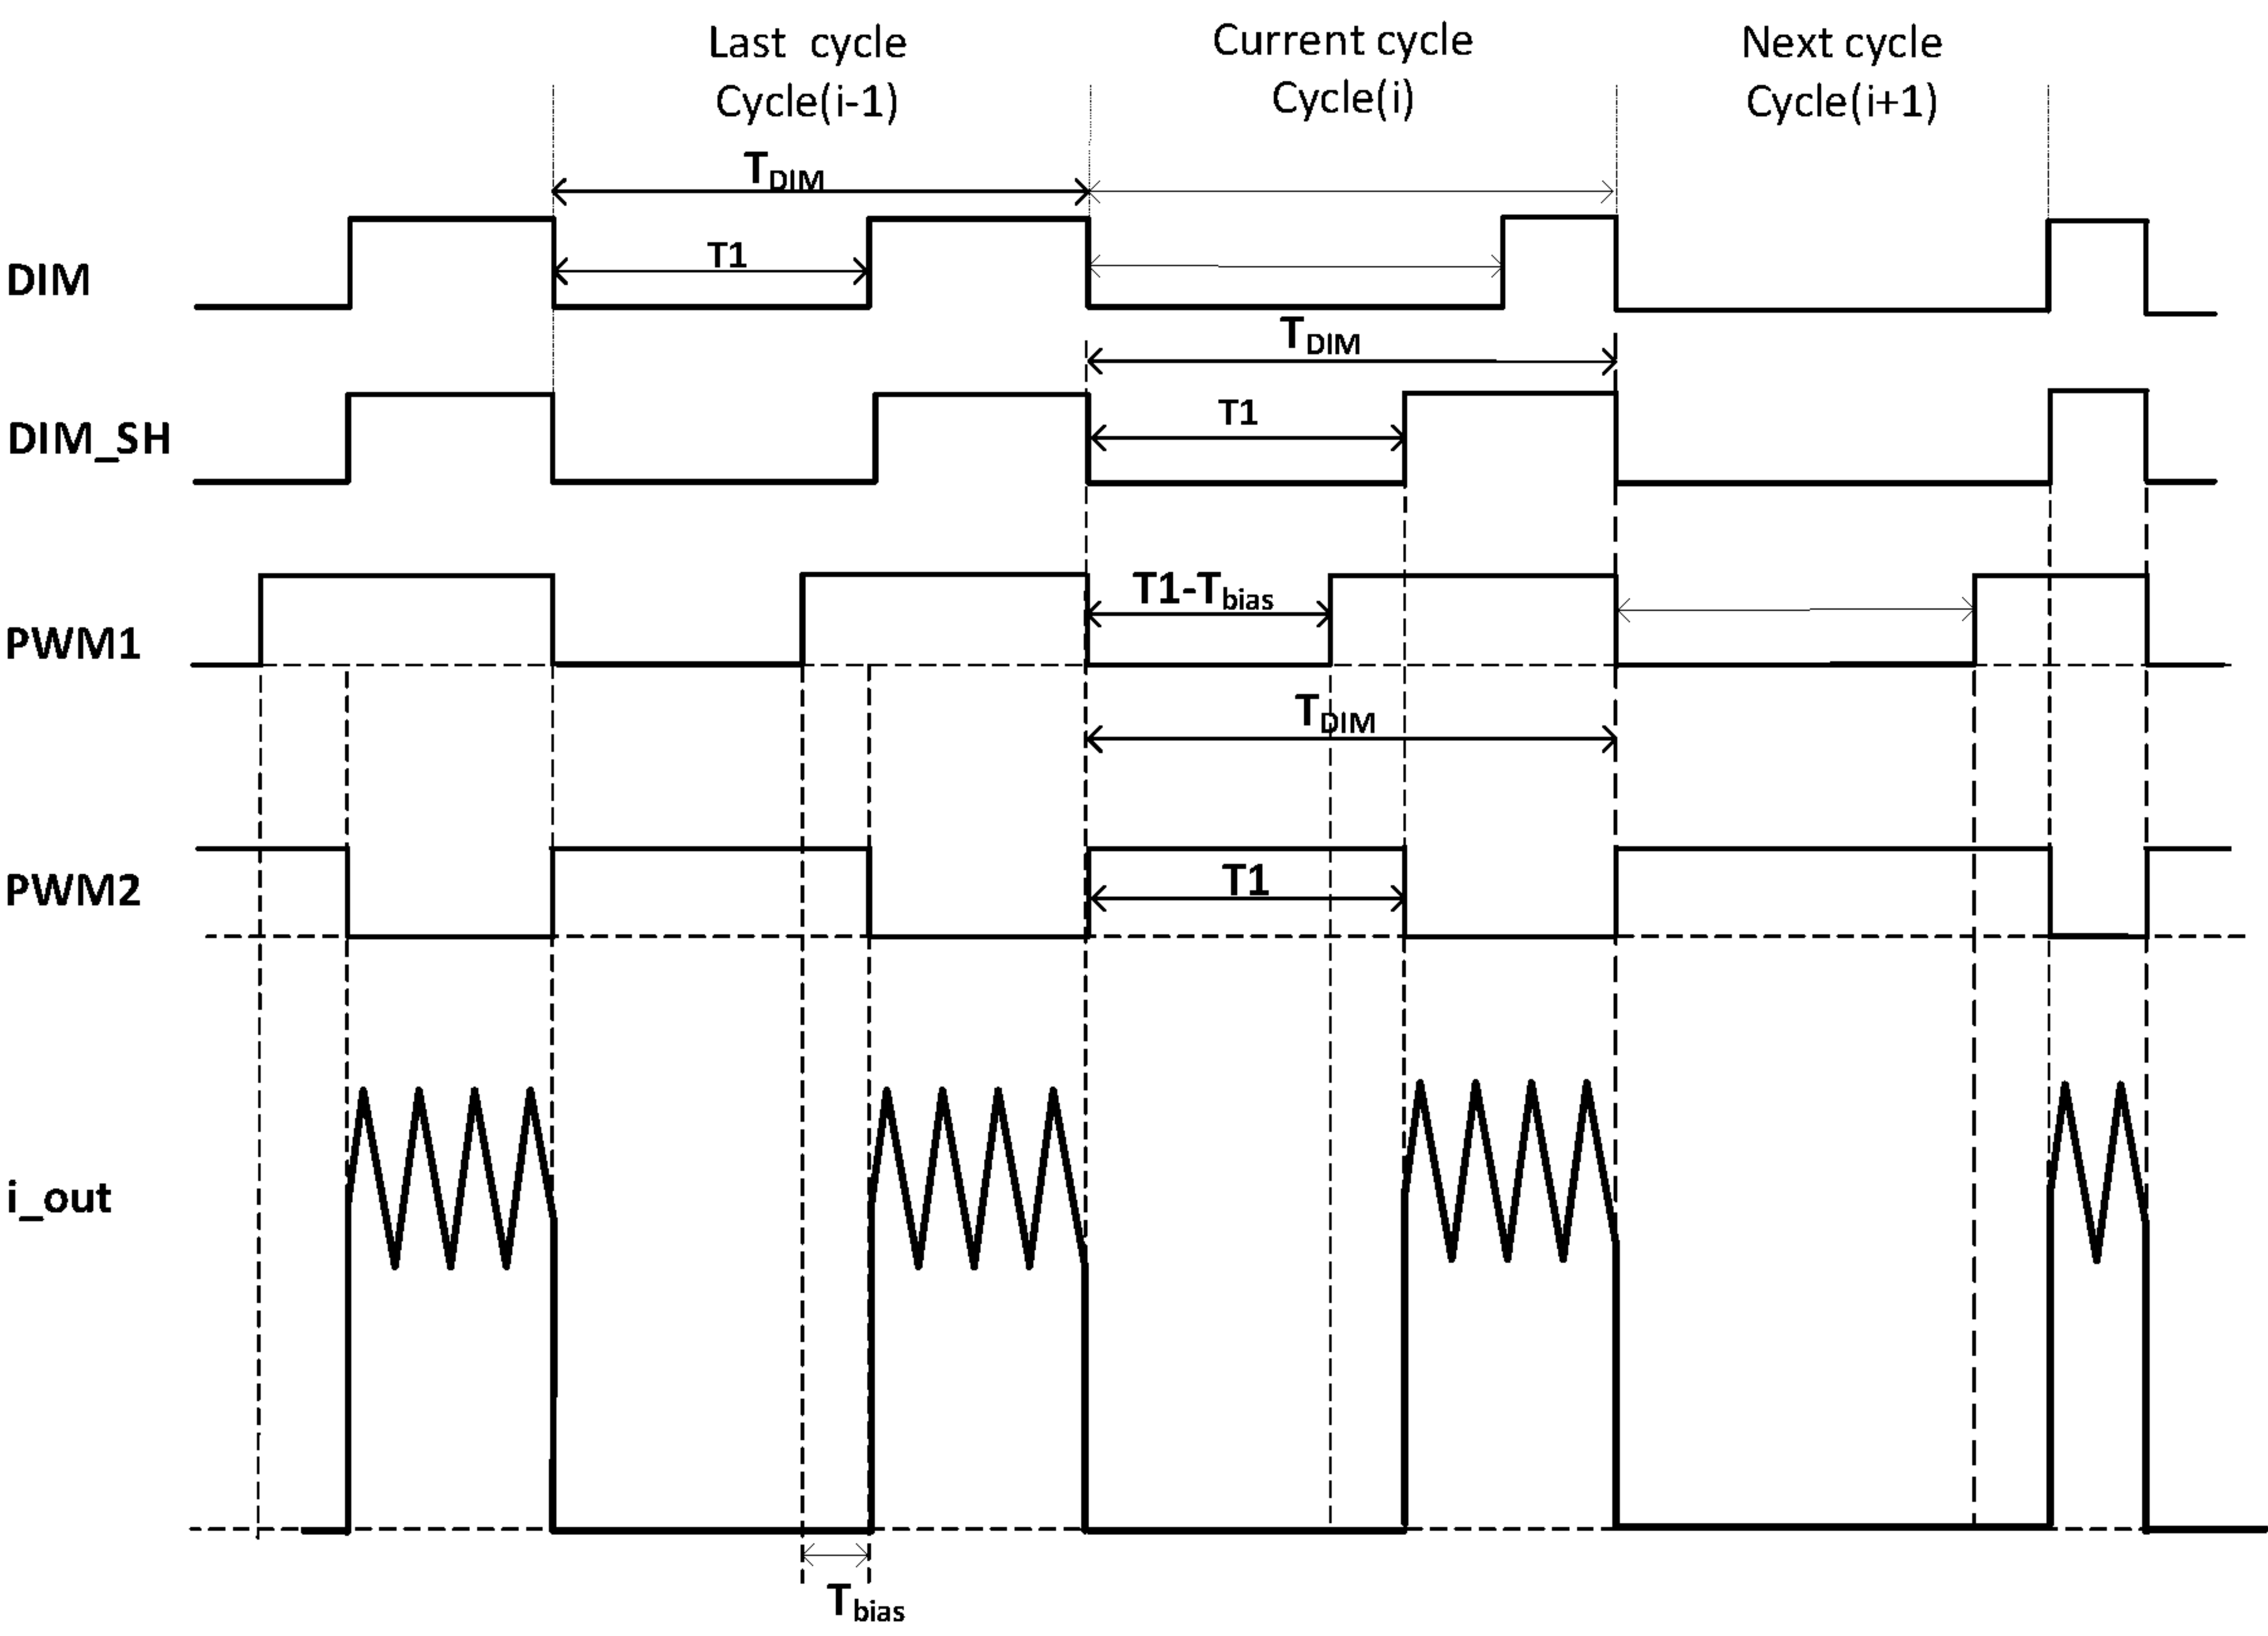 Last cycle
Cycle(i-1)
Current cycle
Cycle(i)
Next cycle
Cycle(i+1)
TDIM
DIM
T1
TDIM
DIM_SH
T1
PWM1
T1-Tbias
TDIM
PWM2
T1
i_out
Tbias